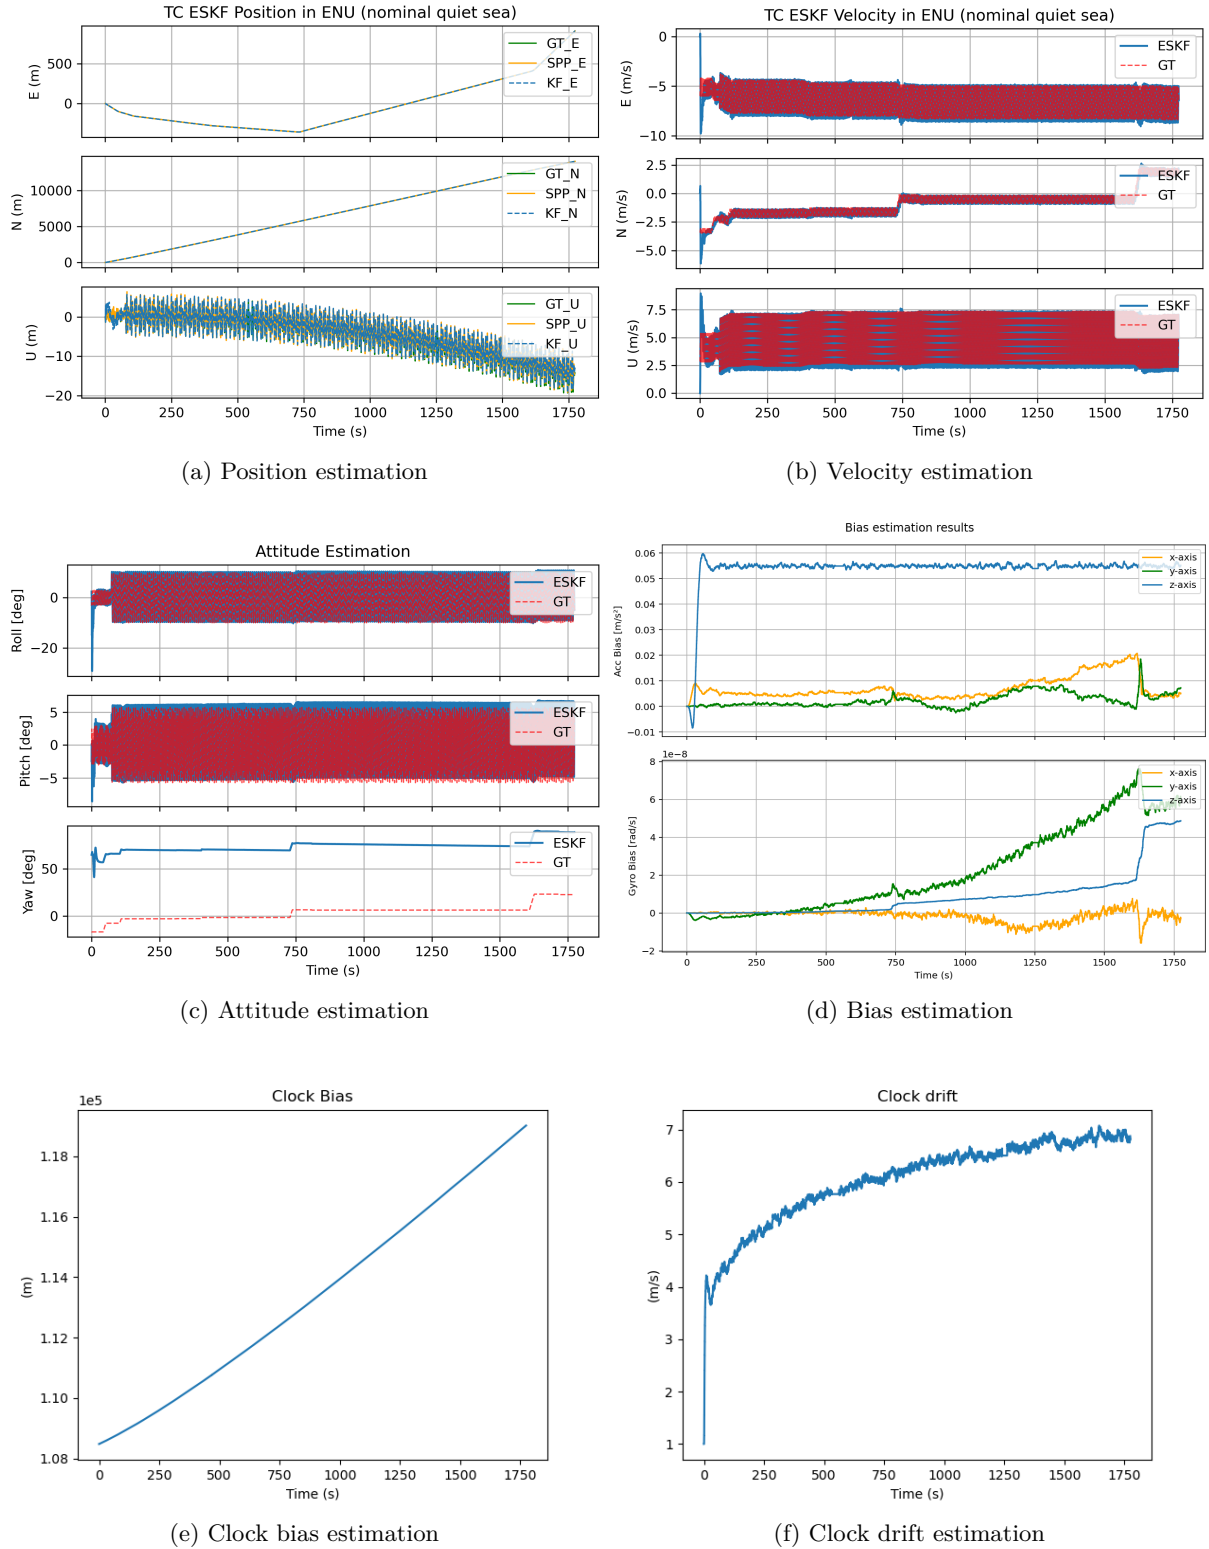 TC ESKF Position in ENU (nominal quiet sea)
E (m)
500
0
GT_E
SPP_E
KF_E
N (m)
10000
5000
0
GT_N
SPP_N
KF_N
U (m)
0
−10
−20
GT_U
SPP_U
KF_U
0 250 500 750 1000 1250 1500 1750
Time (s)
(a) Position estimation
TC ESKF Velocity in ENU (nominal quiet sea)
E (m/s)
0
−5
−10
ESKF
GT
N (m/s)
2.5
0.0
−2.5
−5.0
ESKF
GT
U (m/s)
7.5
5.0
2.5
0.0
ESKF
GT
0 250 500 750 1000 1250 1500 1750
Time (s)
(b) Velocity estimation
Attitude Estimation
Roll [deg]
0
−20
ESKF
GT
Pitch [deg]
5
0
−5
ESKF
GT
Yaw [deg]
50
0
ESKF
GT
0 250 500 750 1000 1250 1500 1750
Time (s)
(c) Attitude estimation
Bias estimation results
Acc Bias [m/s²]
0.06
0.05
0.04
0.03
0.02
0.01
0.00
−0.01
x-axis
y-axis
z-axis
1e−8
Gyro Bias [rad/s]
8
6
4
2
0
−2
x-axis
y-axis
z-axis
0 250 500 750 1000 1250 1500 1750
Time (s)
(d) Bias estimation
Clock Bias
1e5
(m)
1.18
1.16
1.14
1.12
1.10
1.08
0 250 500 750 1000 1250 1500 1750
Time (s)
(e) Clock bias estimation
Clock drift
(m/s)
7
6
5
4
3
2
1
0 250 500 750 1000 1250 1500 1750
Time (s)
(f) Clock drift estimation